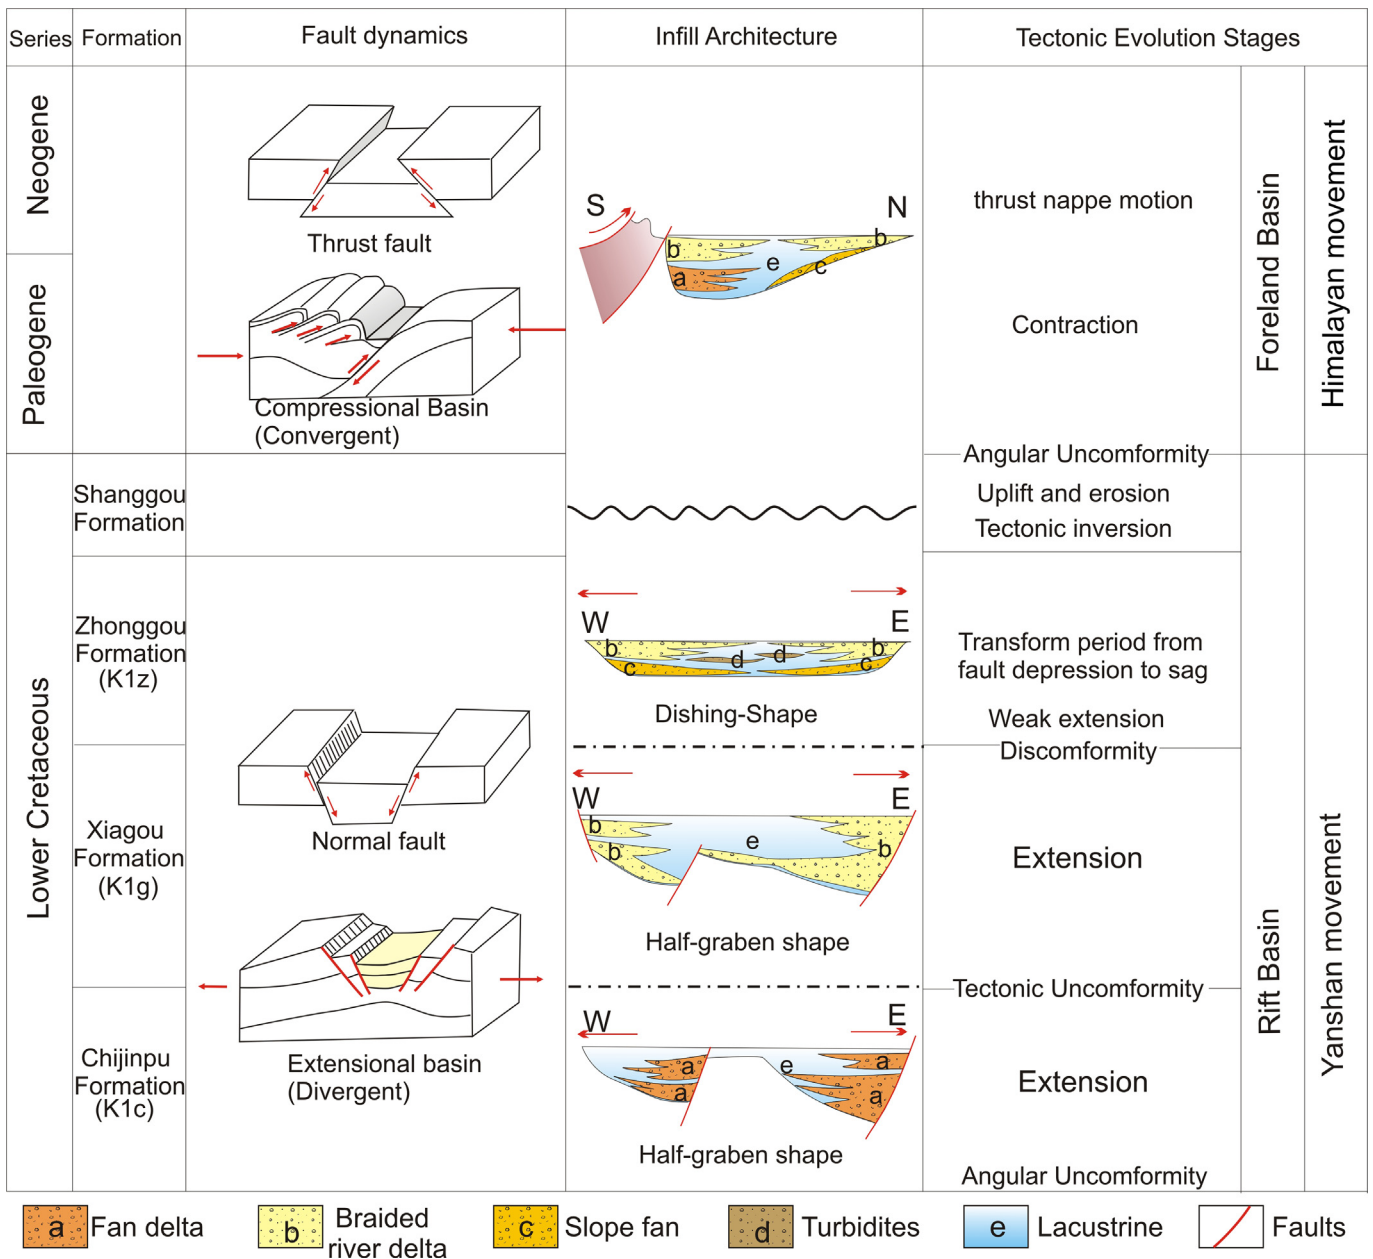 Series Formation Fault dynamics Infill Architecture Tectonic Evolution Stages
Neogene
Paleogene
Thrust fault
Compressional Basin
(Convergent)
S
N
b
b
a
e
c
thrust nappe motion
Contraction
Foreland Basin
Himalayan movement
Angular Uncomformity
Lower Cretaceous
Shanggou
Formation
Uplift and erosion
Tectonic inversion
Zhonggou
Formation
(K1z)
W
E
b
c
d
d
b
c
Dishing-Shape
Transform period from
fault depression to sag
Weak extension
Discomformity
Xiagou
Formation
(K1g)
Normal fault
W
E
b
b
e
b
Half-graben shape
Extension
Tectonic Uncomformity
Chijinpu
Formation
(K1c)
Extensional basin
(Divergent)
W
E
a
a
e
a
a
Half-graben shape
Extension
Angular Uncomformity
Rift Basin
Yanshan movement
a Fan delta
b Braided
river delta
c Slope fan
d Turbidites
e Lacustrine
Faults